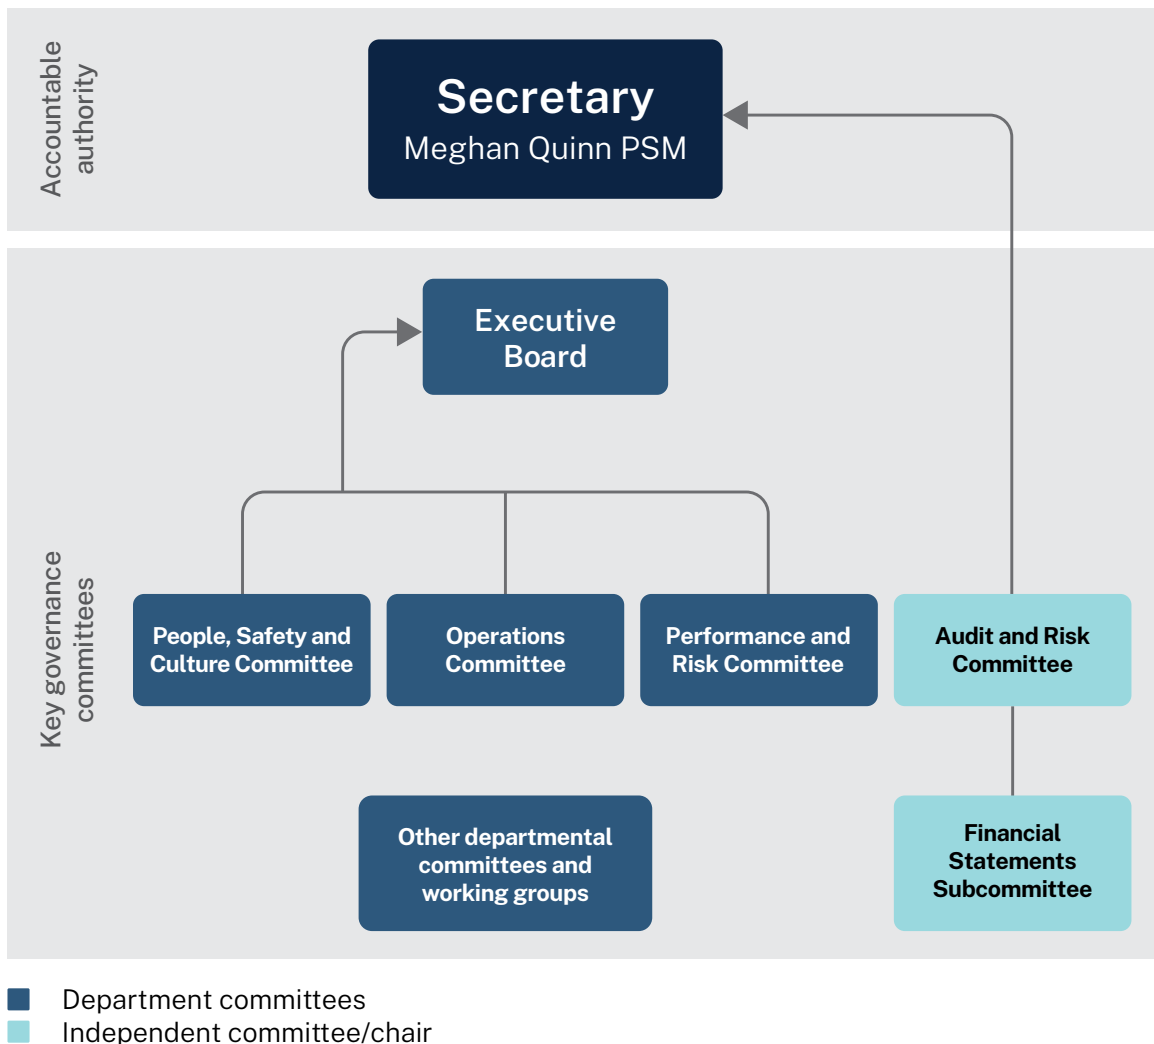 Accountable
authority
Secretary
Meghan Quinn PSM
Key governance
committees
Executive
Board
People, Safety and
Culture Committee
Operations
Committee
Performance and
Risk Committee
Audit and Risk
Committee
Other departmental
committees and
working groups
Financial
Statements
Subcommittee
Department committees
Independent committee/chair